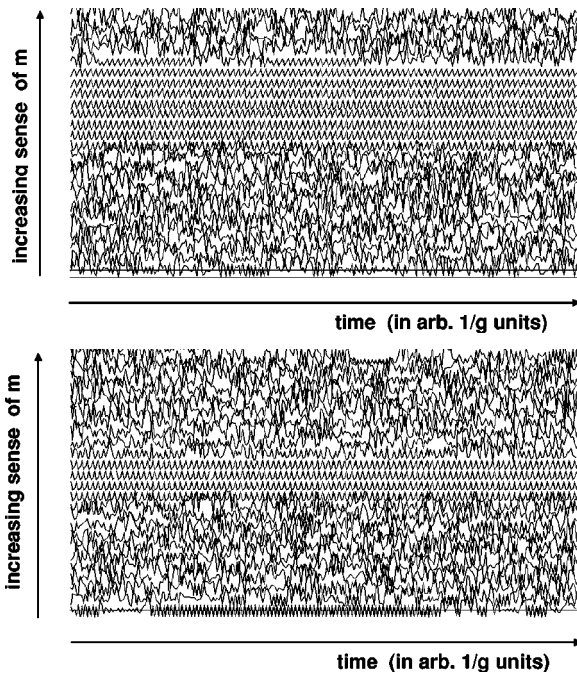 increasing sense of m
time (in arb. 1/g units)
increasing sense of m
time (in arb. 1/g units)